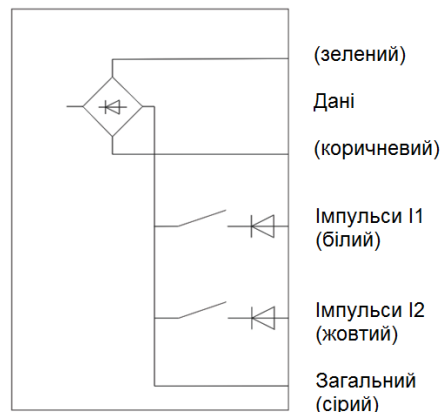 (зелений)
Дані
(коричневий)
Імпульси І1
(білий)
Імпульси І2
(жовтий)
Загальний
(сірий)